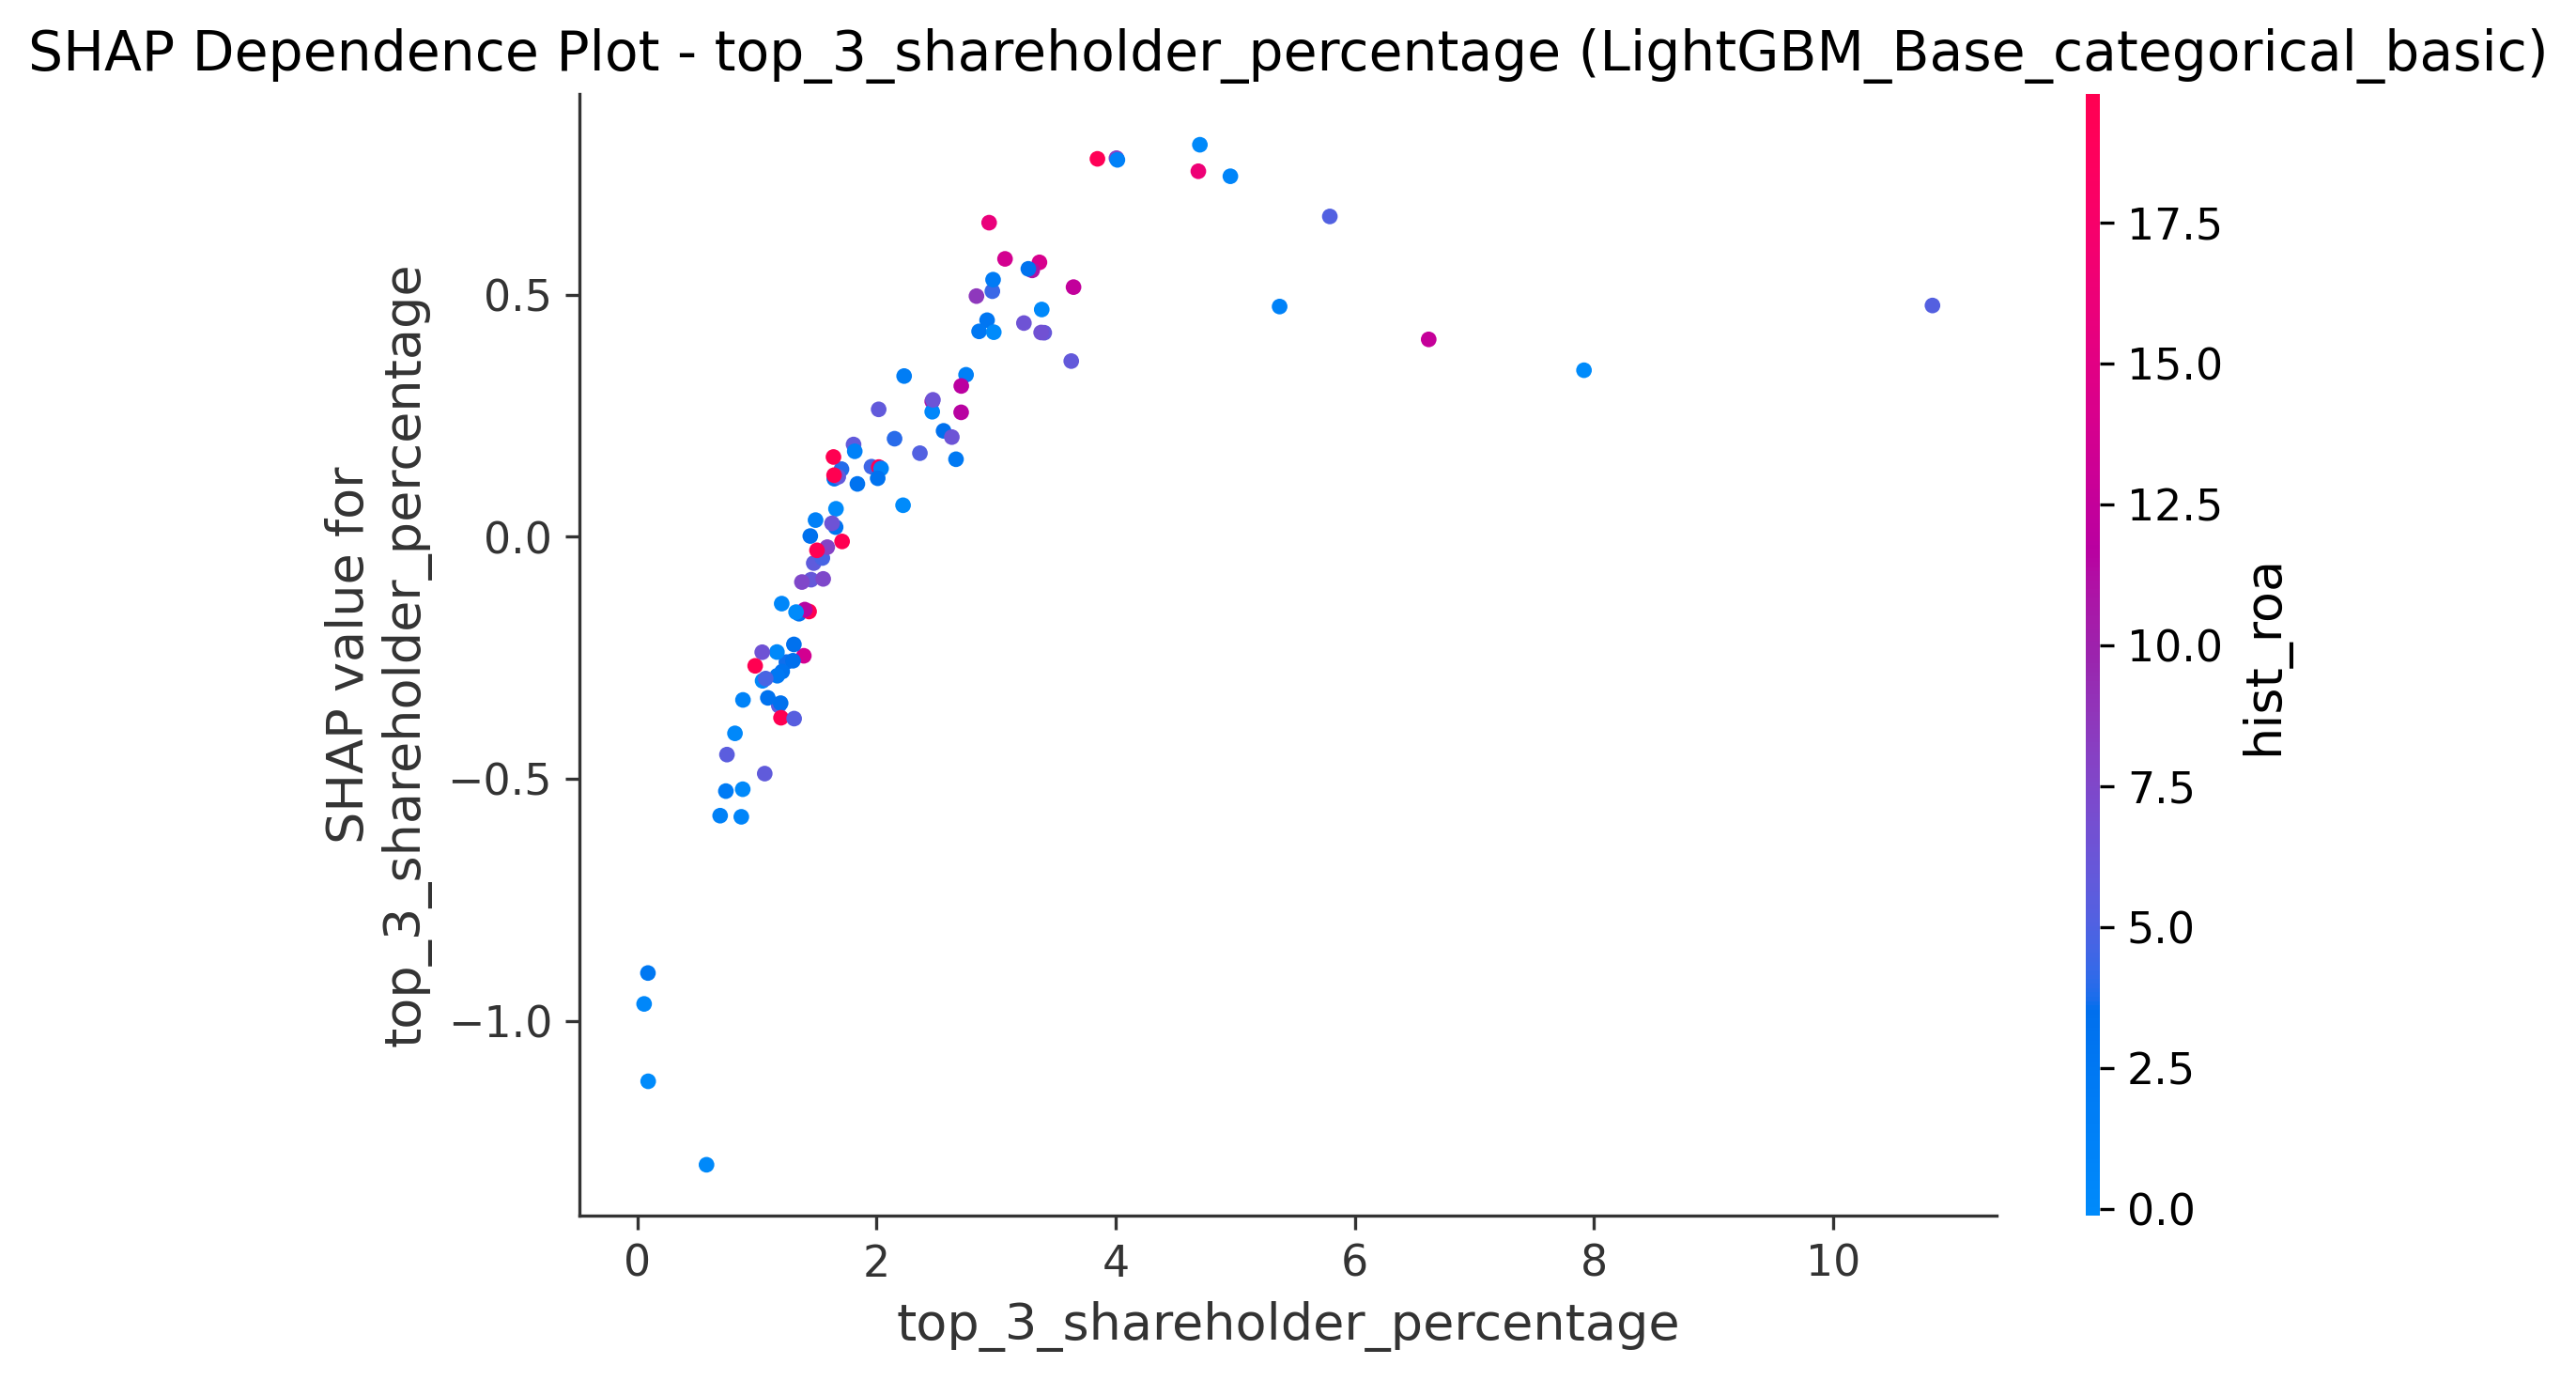 SHAP Dependence Plot - top_3_shareholder_percentage (LightGBM_Base_categorical_basic)
SHAP value for
top_3_shareholder_percentage
0.5
0.0
−0.5
−1.0
0 2 4 6 8 10
top_3_shareholder_percentage
17.5
15.0
12.5
10.0
7.5
5.0
2.5
0.0
hist_roa